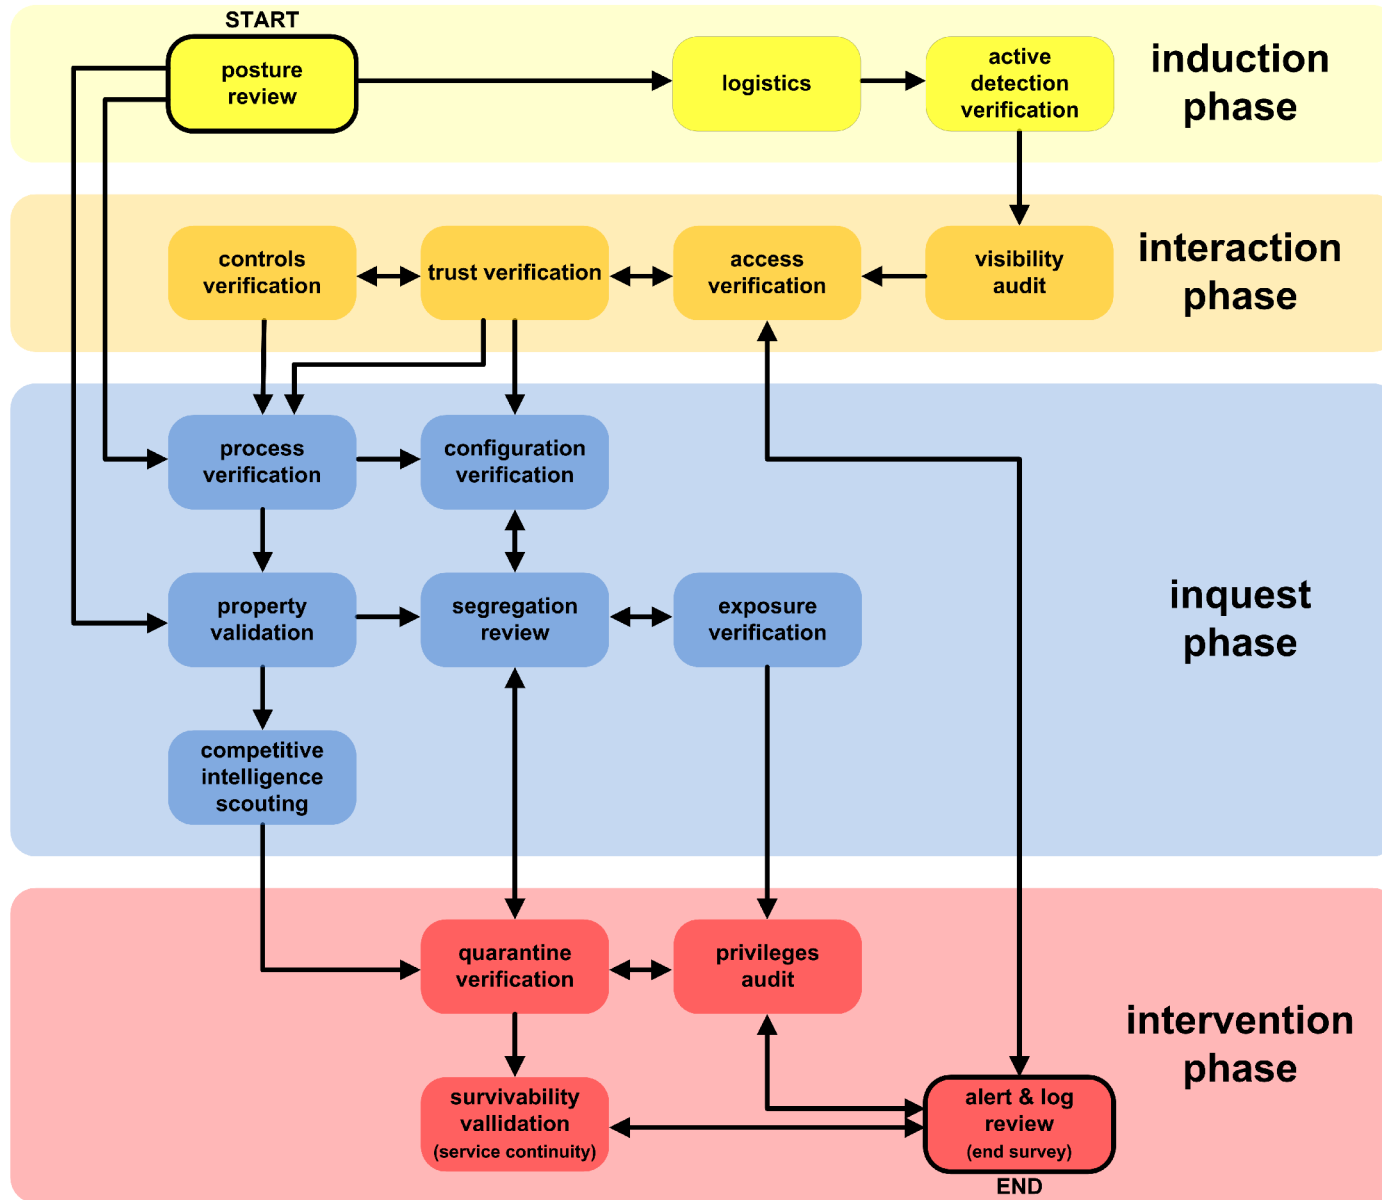 START
posture
review
logistics
active
detection
verification
induction
phase
controls
verification
trust verification
access
verification
visibility
audit
interaction
phase
process
verification
configuration
verification
property
validation
segregation
review
exposure
verification
inquest
phase
competitive
intelligence
scouting
quarantine
verification
privileges
audit
intervention
phase
survivability
vallidation
(service continuity)
alert & log
review
(end survey)
END